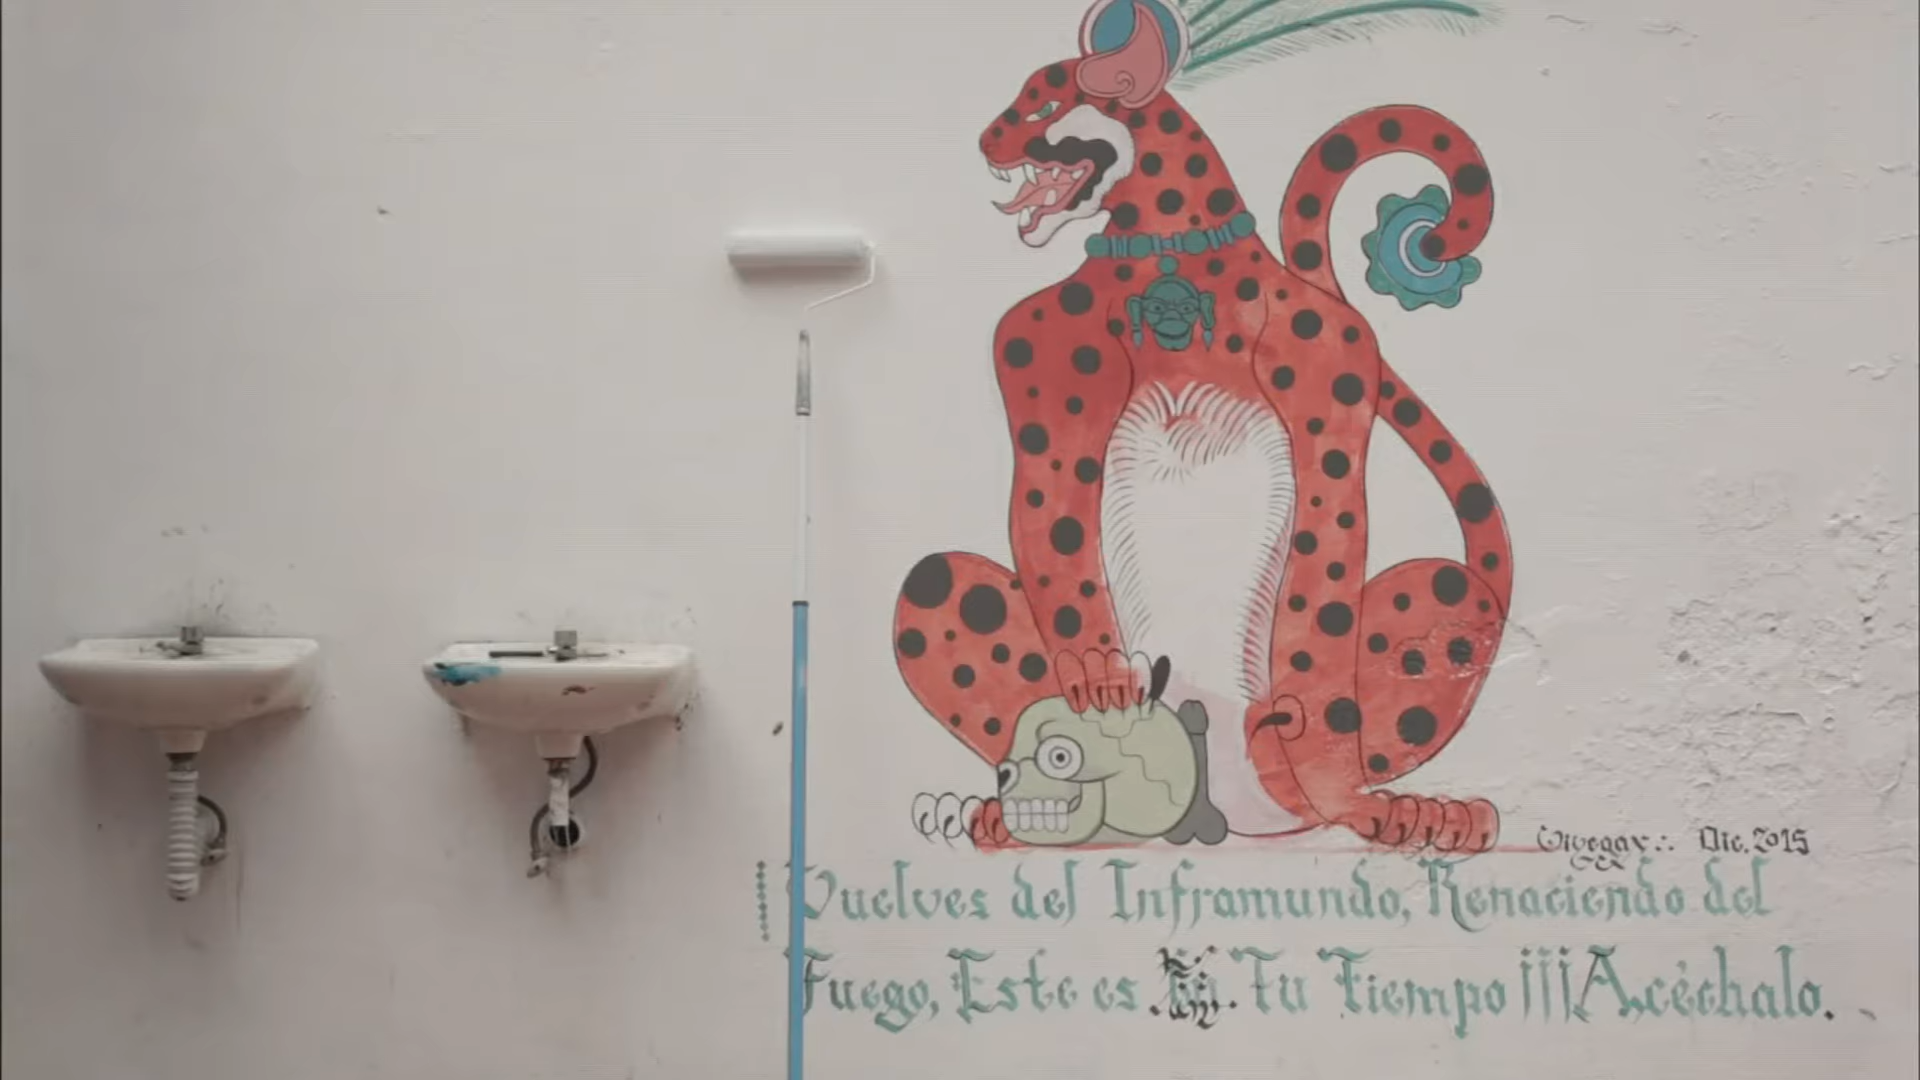 Dic. 2015
Vuelves del Inframundo, Renaciendo del
Fuego, Este es Tu Tiempo ¡¡¡Acéchalo.